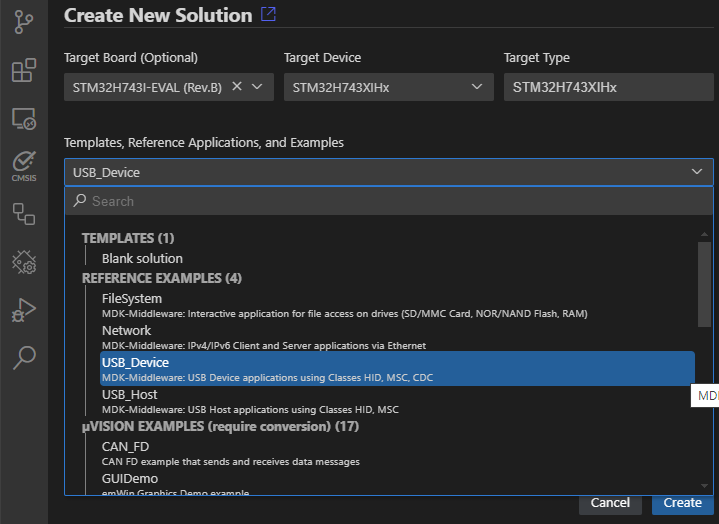 Create New Solution
Target Board (Optional) Target Device Target Type
STM32H743I-EVAL (Rev.B) STM32H743XIHx STM32H743XIHx
Templates, Reference Applications, and Examples
USB_Device
Search
CMSIS
TEMPLATES (1)
Blank solution
REFERENCE EXAMPLES (4)
FileSystem
MDK-Middleware: Interactive application for file access on drives (SD/MMC Card, NOR/NAND Flash, RAM)
Network
MDK-Middleware: IPv4/IPv6 Client and Server applications via Ethernet
USB_Device
MDK-Middleware: USB Device applications using Classes HID, MSC, CDC
USB_Host
MDK-Middleware: USB Host applications using Classes HID, MSC
MD
µVISION EXAMPLES (require conversion) (17)
CAN_FD
CAN FD example that sends and receives data messages
GUIDemo
emWin Graphics Demo example
Cancel Create